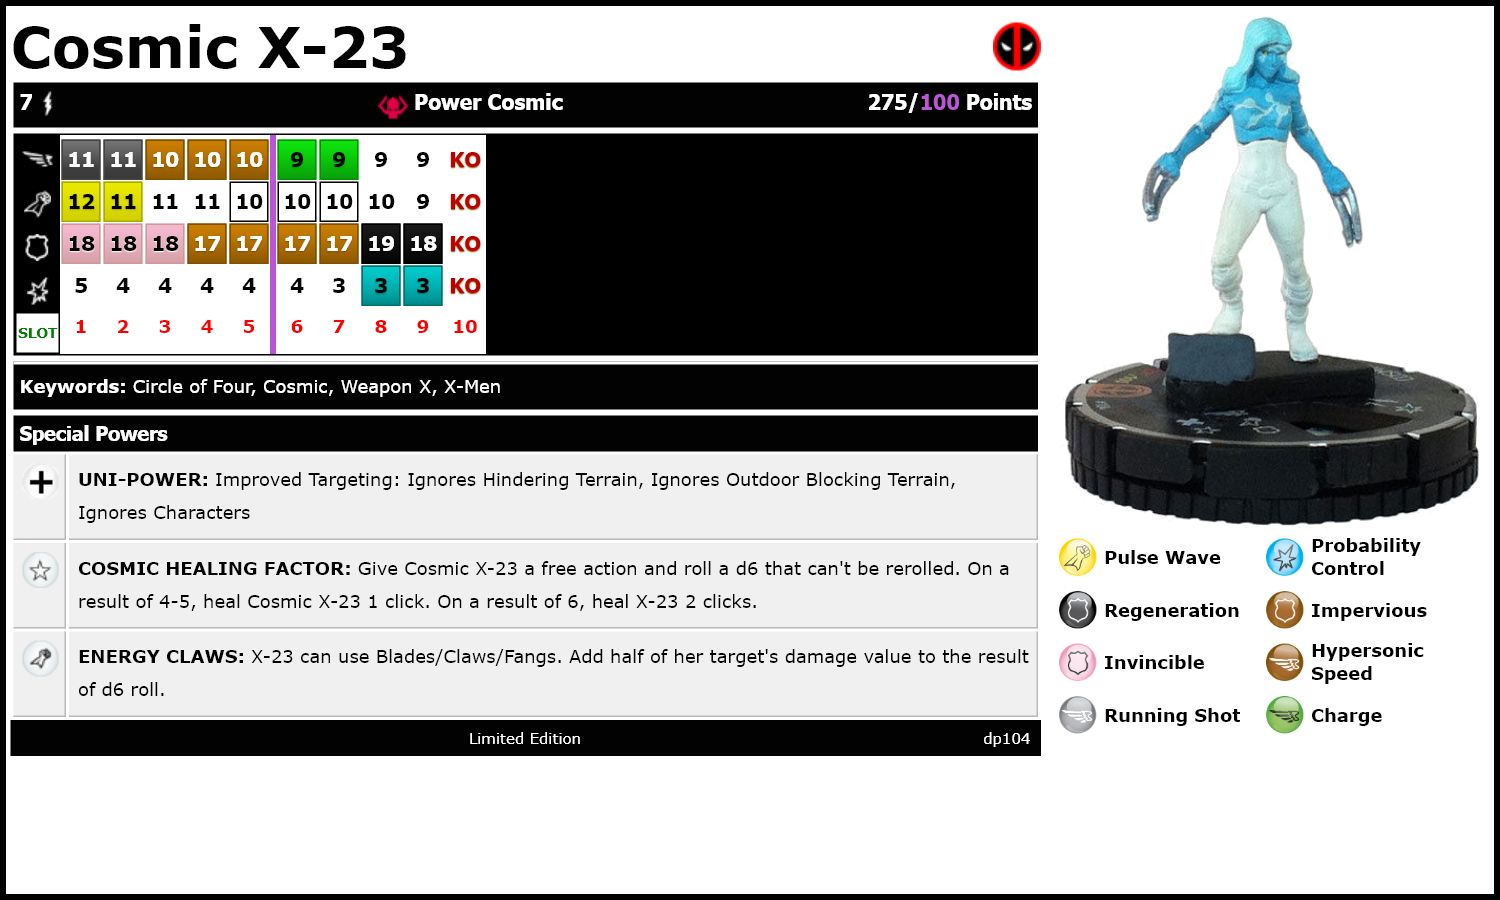 Cosmic X-23
7 Power Cosmic 275/100 Points
11 11 10 10 10 9 9 9 9 KO
12 11 11 11 10 10 10 10 9 KO
18 18 18 17 17 17 17 19 18 KO
5 4 4 4 4 4 3 3 3 KO
SLOT 1 2 3 4 5 6 7 8 9 10
Keywords: Circle of Four, Cosmic, Weapon X, X-Men
Special Powers
UNI-POWER: Improved Targeting: Ignores Hindering Terrain, Ignores Outdoor Blocking Terrain,
Ignores Characters
COSMIC HEALING FACTOR: Give Cosmic X-23 a free action and roll a d6 that can't be rerolled. On a
result of 4-5, heal Cosmic X-23 1 click. On a result of 6, heal X-23 2 clicks.
ENERGY CLAWS: X-23 can use Blades/Claws/Fangs. Add half of her target's damage value to the result
of d6 roll.
Limited Edition dp104
Pulse Wave
Probability
Control
Regeneration
Impervious
Invincible
Hypersonic
Speed
Running Shot
Charge